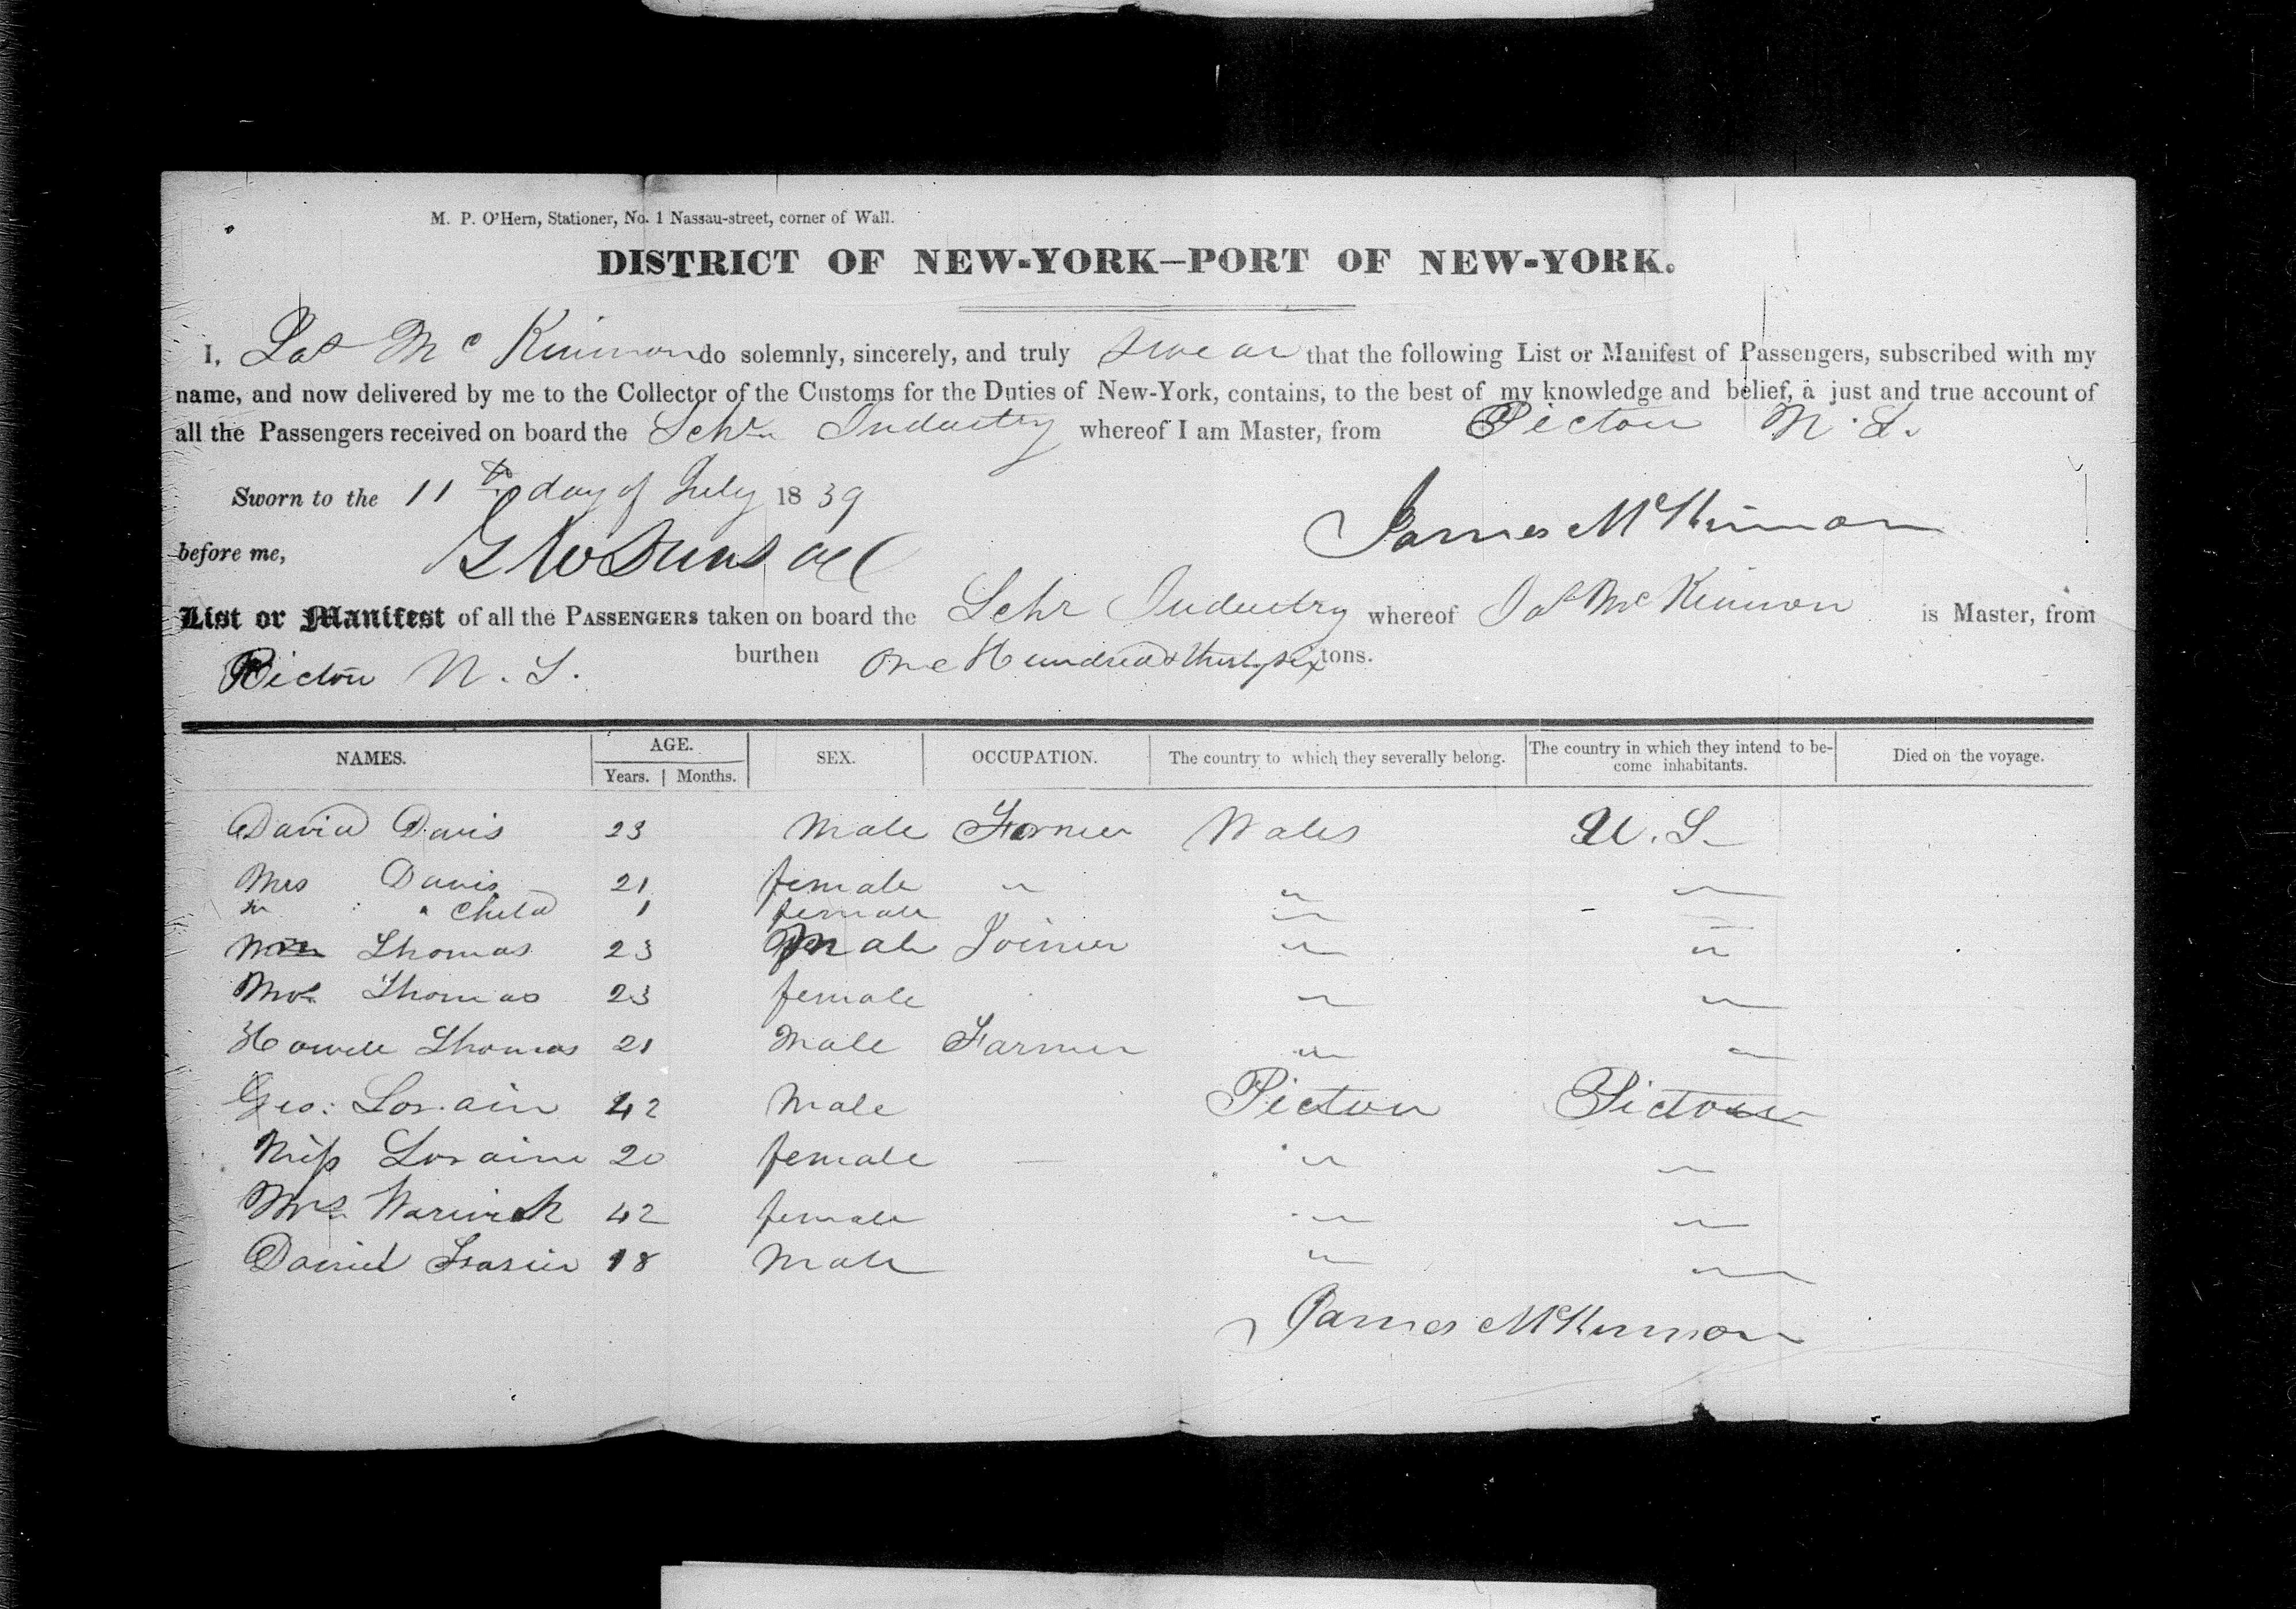 M. P. O'Hern, Stationer, No. 1 Nassau-street, corner of Wall.
DISTRICT OF NEW-YORK—PORT OF NEW-YORK.
I, Jas Mc Kinnon do solemnly, sincerely, and truly swear that the following List or Manifest of Passengers, subscribed with my
name, and now delivered by me to the Collector of the Customs for the Duties of New-York, contains, to the best of my knowledge and belief, a just and true account of
all the Passengers received on board the Schr Industry whereof I am Master, from Pictou N. S.
Sworn to the 11th day of July 1839
James McKinnon
before me,
List or Manifest of all the PASSENGERS taken on board the Schr Industry whereof Jas McKinnon is Master, from
Pictou N. S. burthen One Hundred & thirty six tons.
NAMES. AGE. Years. Months. SEX. OCCUPATION. The country to which they severally belong. The country in which they intend to become inhabitants. Died on the voyage.
David Davis 23 Male Farmer Wales U. S.
Mrs Davis 21 female " " "
" " Child 1 female " "
Thomas 23 Male Joiner " "
Mrs Thomas 23 female " "
Howell Thomas 21 Male Farmer " "
Geo: Lorain 42 Male Pictou Pictou
Miss Loraine 20 female — " "
Mrs Warwick 42 female " "
Daniel Frasier 18 Male " "
James McKinnon